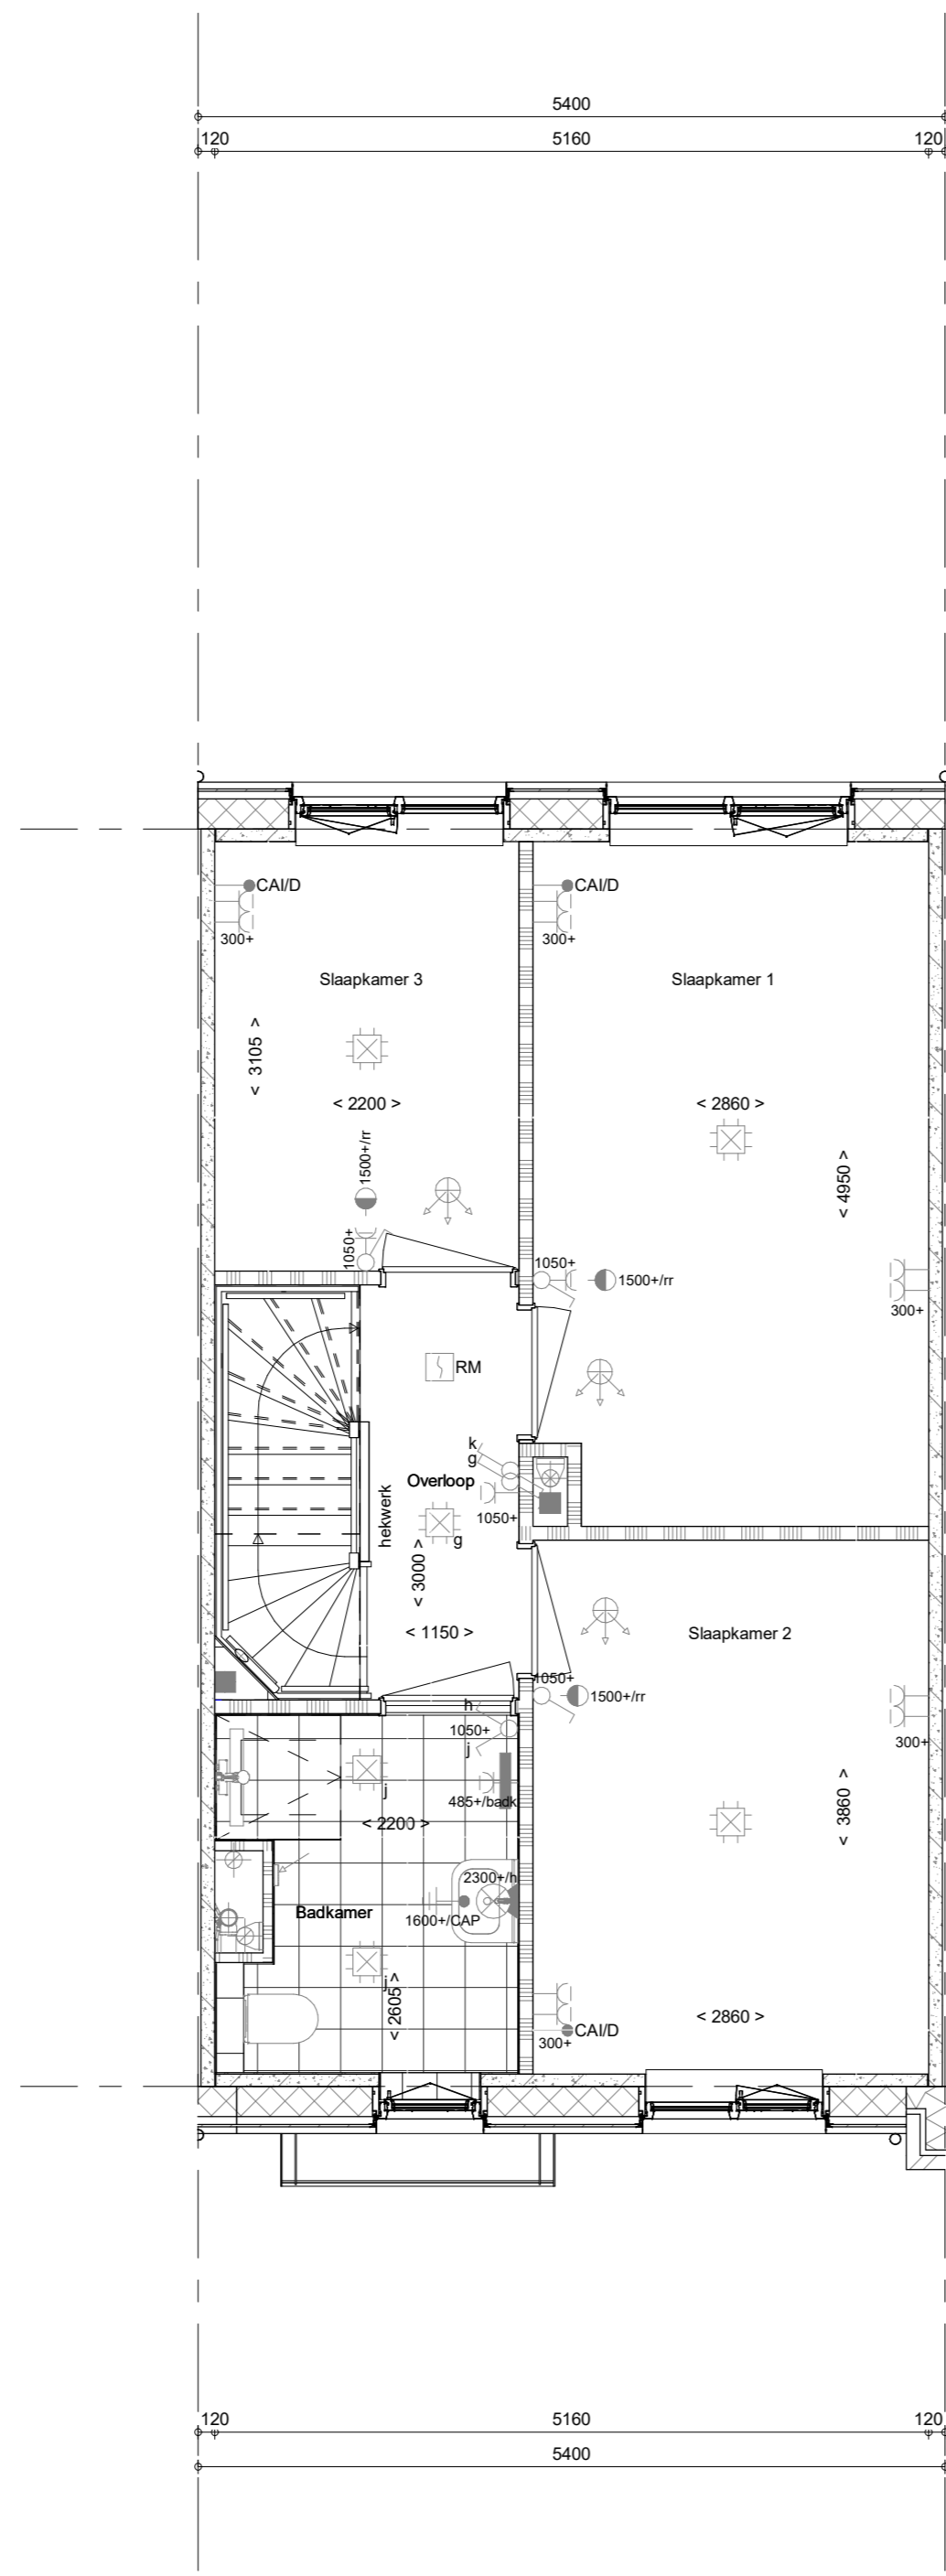 5400
120 5160 120
CAI/D CAI/D
300+ 300+
Slaapkamer 3 Slaapkamer 1
< 3105 >
< 2200 > < 2860 >
1500+/rr
< 4950 >
1050+
1050+ 1500+/rr
300+
RM
k
g
Overloop
hekwerk
1050+
g
< 3000 >
< 1150 > Slaapkamer 2
1050+
1500+/rr
h
1050+
j
300+
j
485+/badk
< 2200 >
< 3860 >
2300+/h
Badkamer
1600+/CAP
j
< 2605 >
< 2860 >
CAI/D
300+
120 5160 120
5400